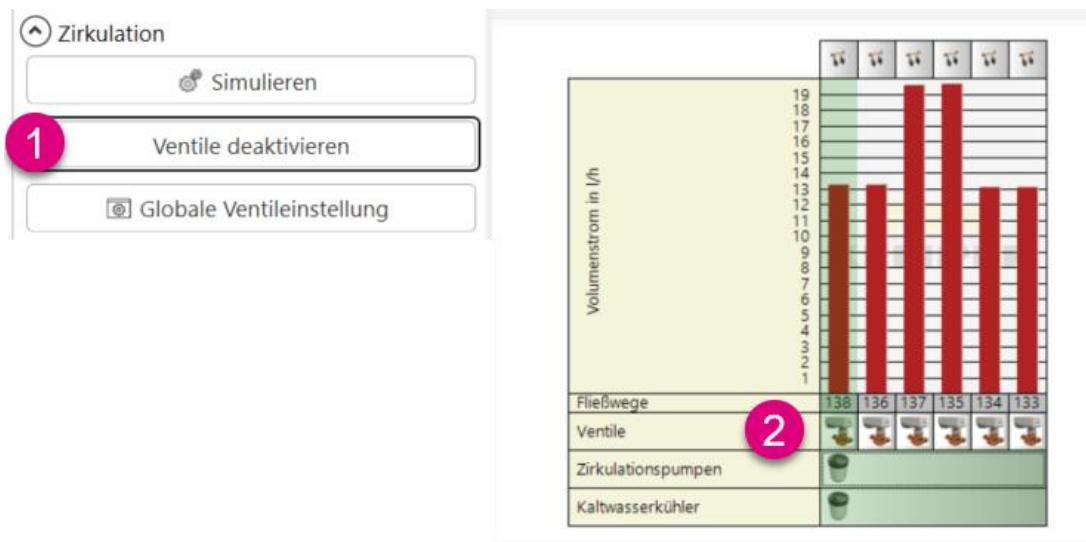 Zirkulation
Simulieren
1
Ventile deaktivieren
Globale Ventileinstellung
Volumenstrom in l/h
19
18
17
16
15
14
13
12
11
10
9
8
7
6
5
4
3
2
1
Fließwege 138 136 137 135 134 133
Ventile 2
Zirkulationspumpen
Kaltwasserkühler